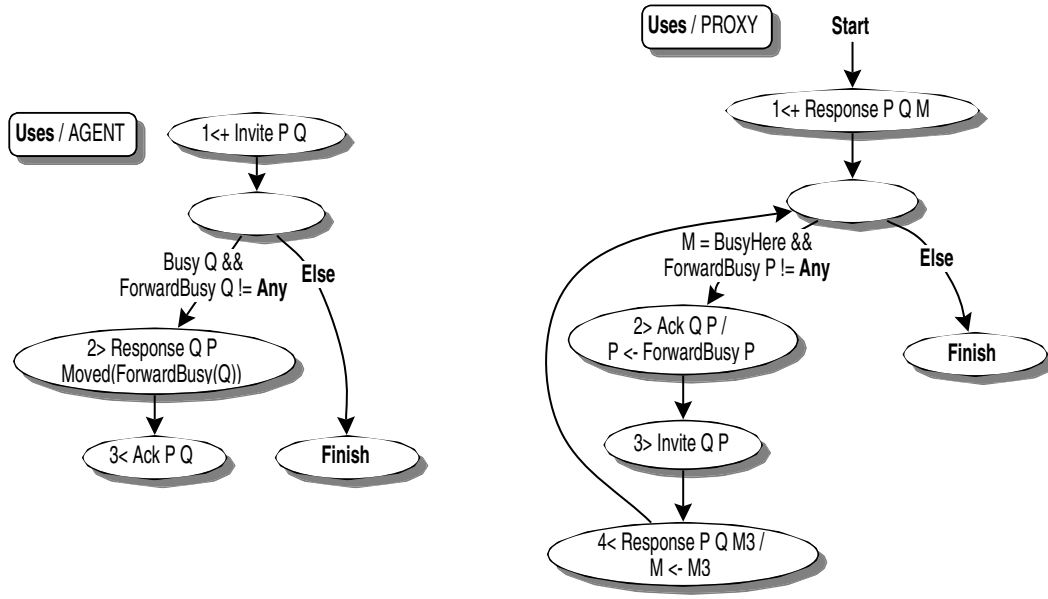 Uses / AGENT
1<+ Invite P Q
Busy Q &&
ForwardBusy Q != Any
Else
2> Response Q P
Moved(ForwardBusy(Q))
3< Ack P Q
Finish
Uses / PROXY
Start
1<+ Response P Q M
M = BusyHere &&
ForwardBusy P != Any
Else
2> Ack Q P /
P <- ForwardBusy P
Finish
3> Invite Q P
4< Response P Q M3 /
M <- M3